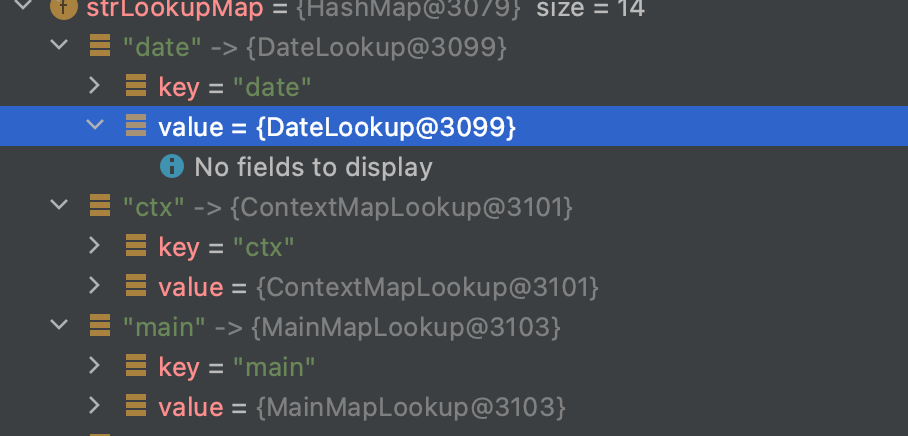 f strLookupMap = {HashMap@3079} size = 14
"date" -> {DateLookup@3099}
key = "date"
value = {DateLookup@3099}
i No fields to display
"ctx" -> {ContextMapLookup@3101}
key = "ctx"
value = {ContextMapLookup@3101}
"main" -> {MainMapLookup@3103}
key = "main"
value = {MainMapLookup@3103}